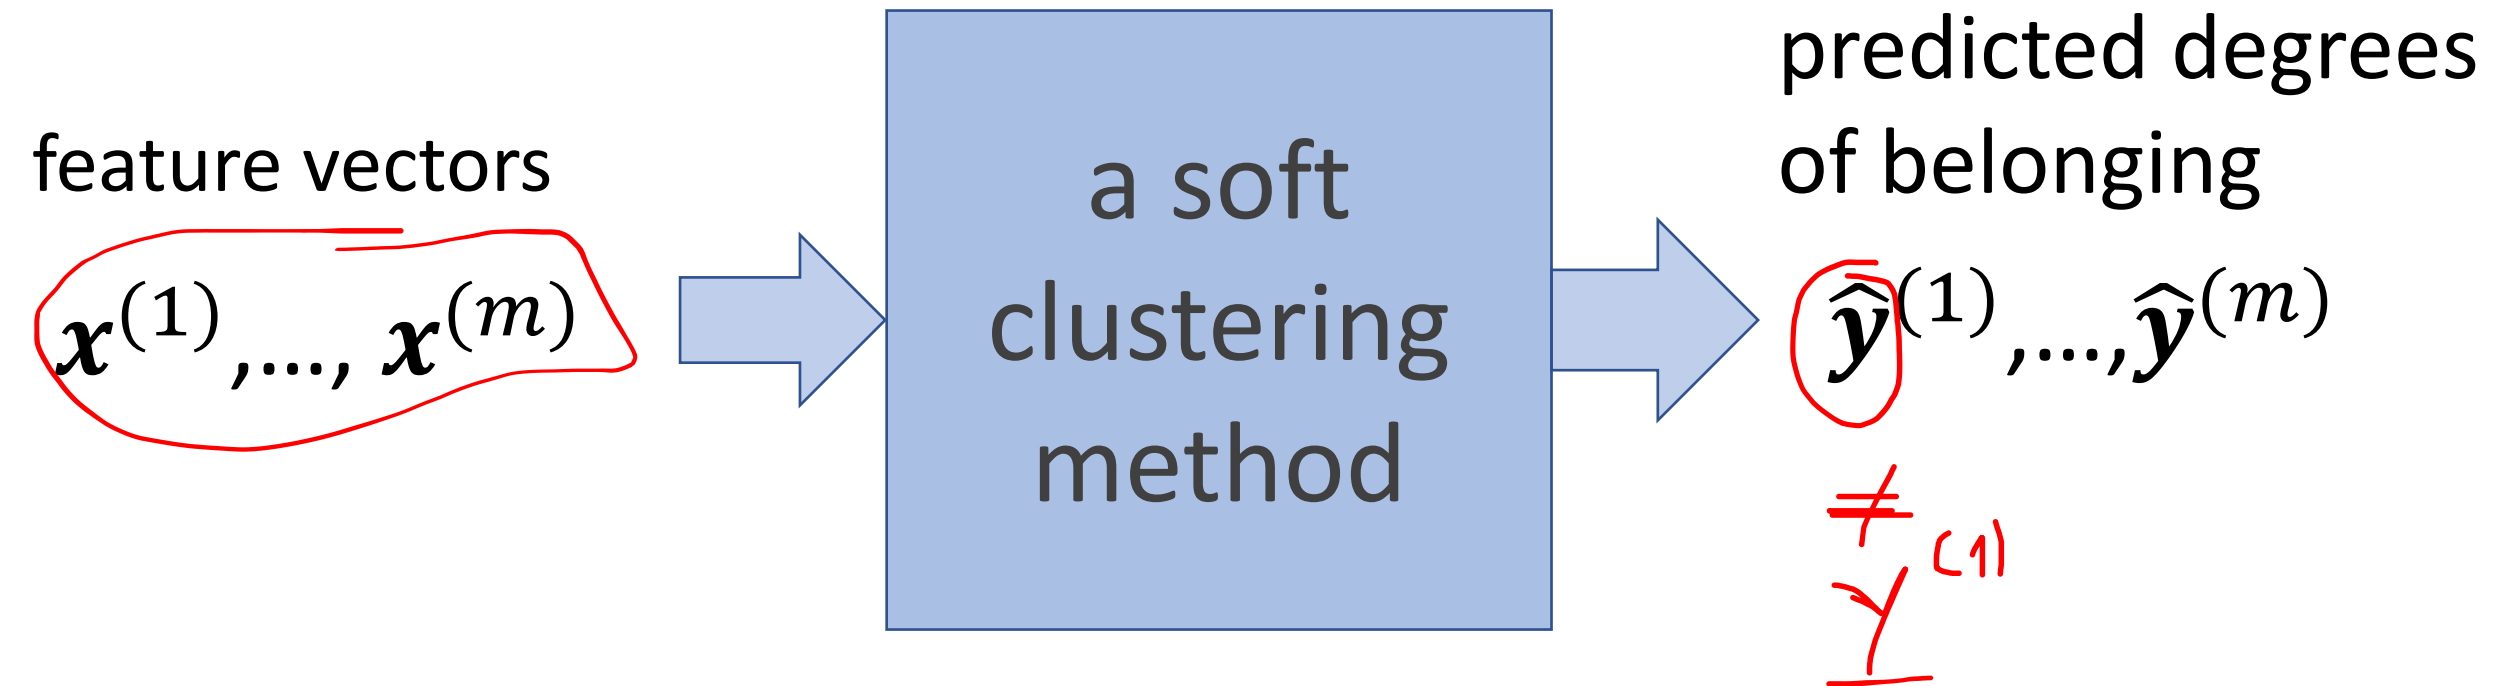 feature vectors
x^(1), ..., x^(m)
a soft
clustering
method
predicted degrees
of belonging
ŷ^(1), ..., ŷ^(m)
≠
y^(1)